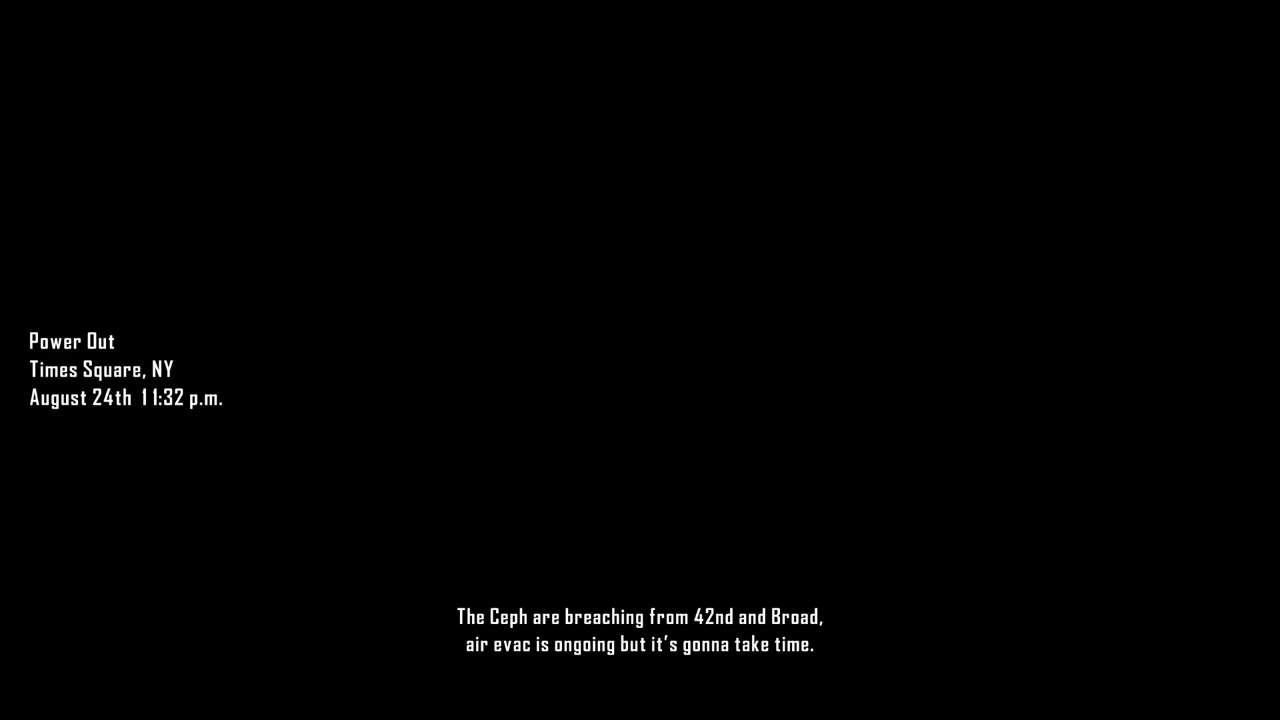 Power Out
Times Square, NY
August 24th 11:32 p.m.
The Ceph are breaching from 42nd and Broad,
air evac is ongoing but it's gonna take time.